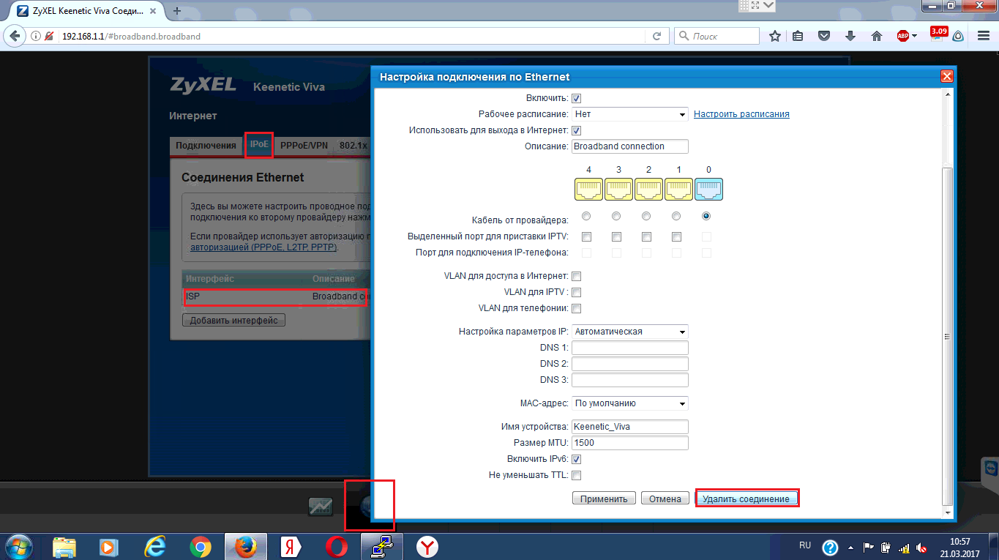 ZyXEL Keenetic Viva Соеди...
192.168.1.1/#broadband.broadband
Поиск
ABP
3.09
ZyXEL Keenetic Viva
Интернет
Подключения IPoE PPPoE/VPN 802.1x
Соединения Ethernet
Здесь вы можете настроить проводное
подключения ко второму провайдеру
Если провайдер использует авторизацию
авторизацией (PPPoE, L2TP, PPTP).
Интерфейс Описание
ISP Broadband
Добавить интерфейс
Настройка подключения по Ethernet
Включить:
Рабочее расписание: Нет Настроить расписания
Использовать для выхода в Интернет:
Описание: Broadband connection
4 3 2 1 0
Кабель от провайдера:
Выделенный порт для приставки IPTV:
Порт для подключения IP-телефона:
VLAN для доступа в Интернет:
VLAN для IPTV :
VLAN для телефонии:
Настройка параметров IP: Автоматическая
DNS 1:
DNS 2:
DNS 3:
MAC-адрес: По умолчанию
Имя устройства: Keenetic_Viva
Размер MTU: 1500
Включить IPv6:
Не уменьшать TTL:
Применить Отмена Удалить соединение
RU
10:57
21.03.2017